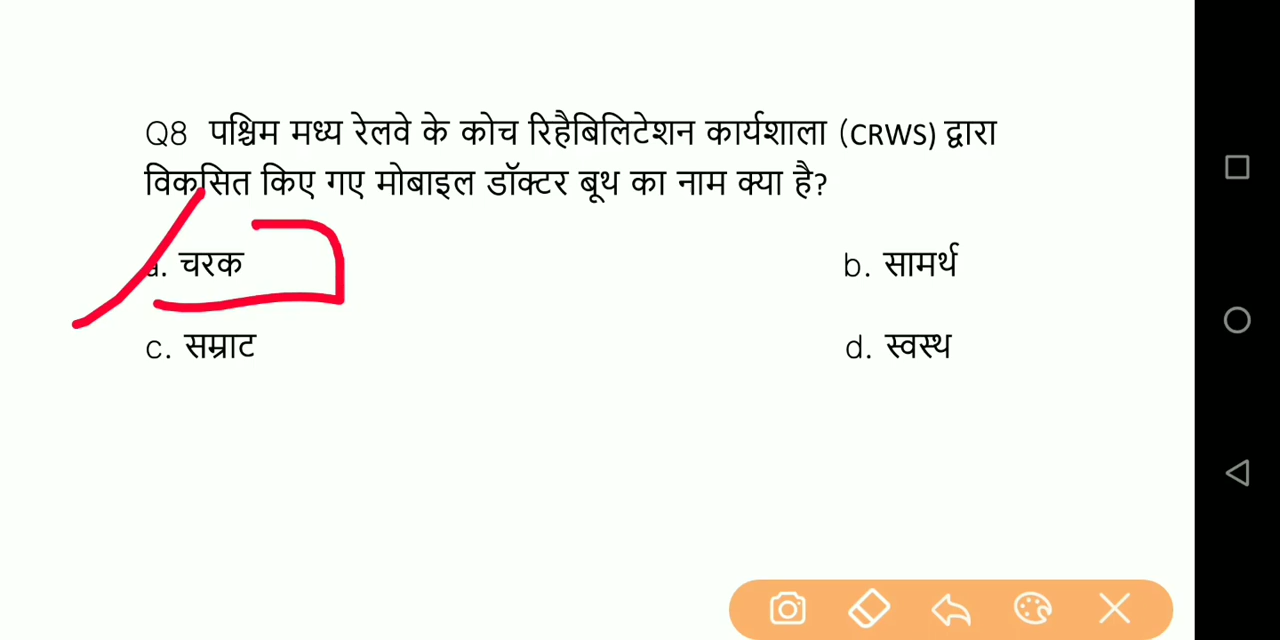 Q8 पश्चिम मध्य रेलवे के कोच रिहैबिलिटेशन कार्यशाला (CRWS) द्वारा
विकसित किए गए मोबाइल डॉक्टर बूथ का नाम क्या है?
a. चरक
b. सामर्थ
c. सम्राट
d. स्वस्थ